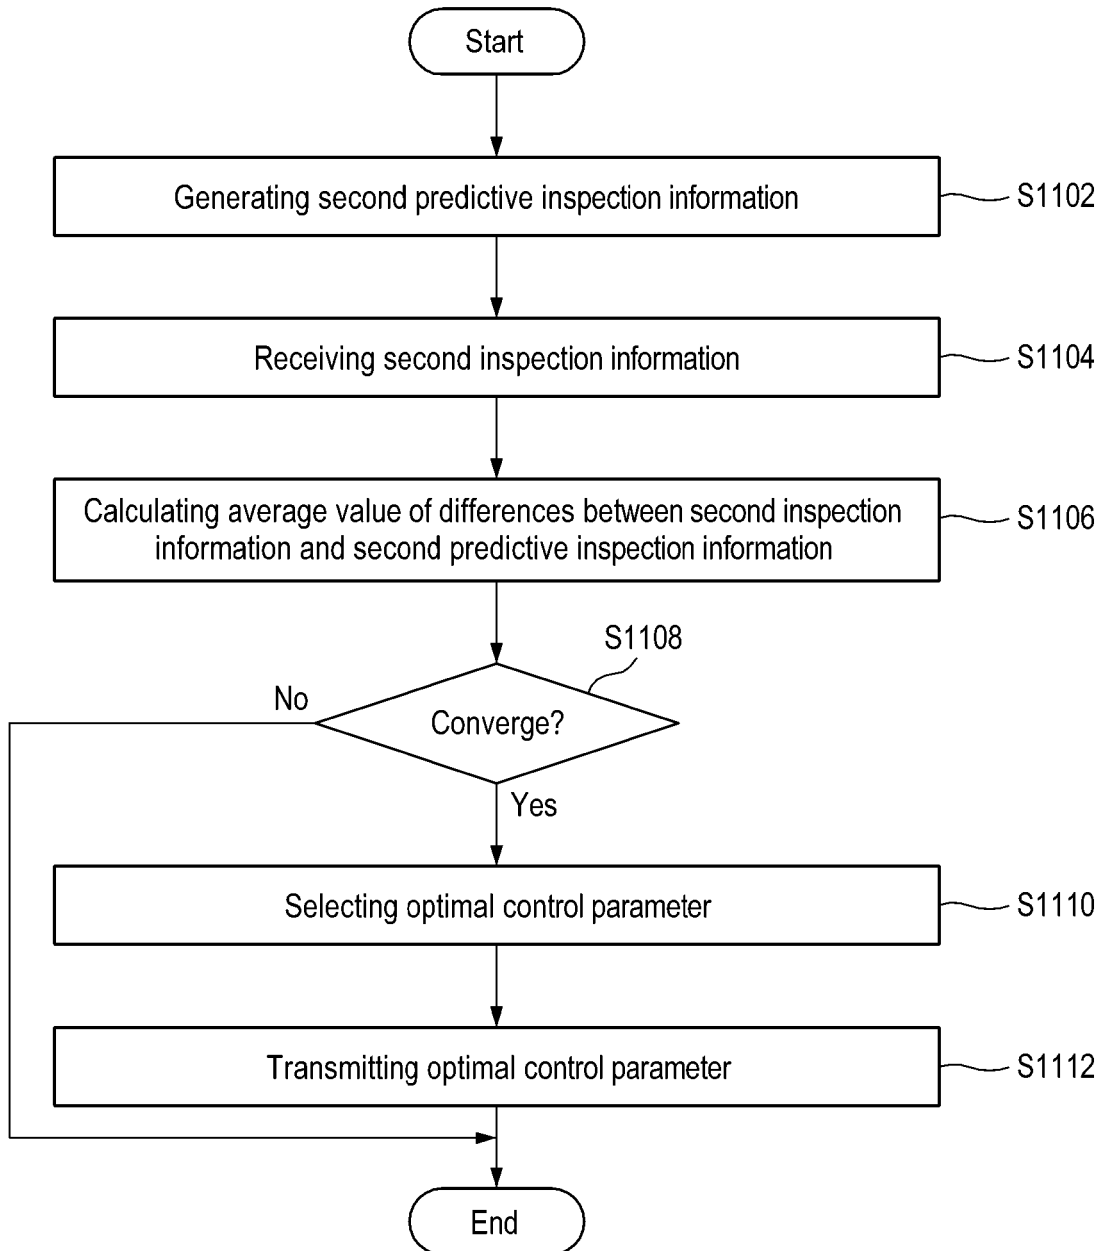 Start
Generating second predictive inspection information
S1102
Receiving second inspection information
S1104
Calculating average value of differences between second inspection
information and second predictive inspection information
S1106
S1108
No
Converge?
Yes
Selecting optimal control parameter
S1110
Transmitting optimal control parameter
S1112
End